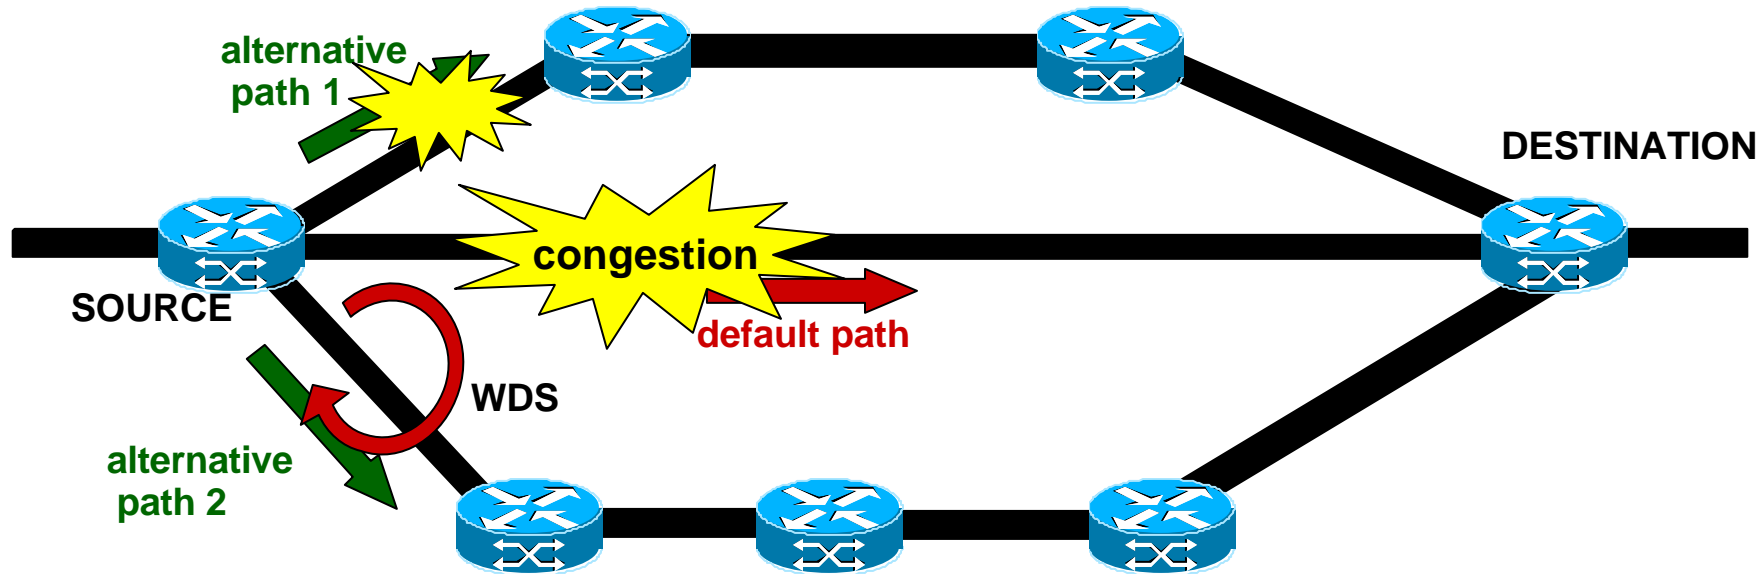 alternative
path 1
DESTINATION
congestion
SOURCE
default path
WDS
alternative
path 2